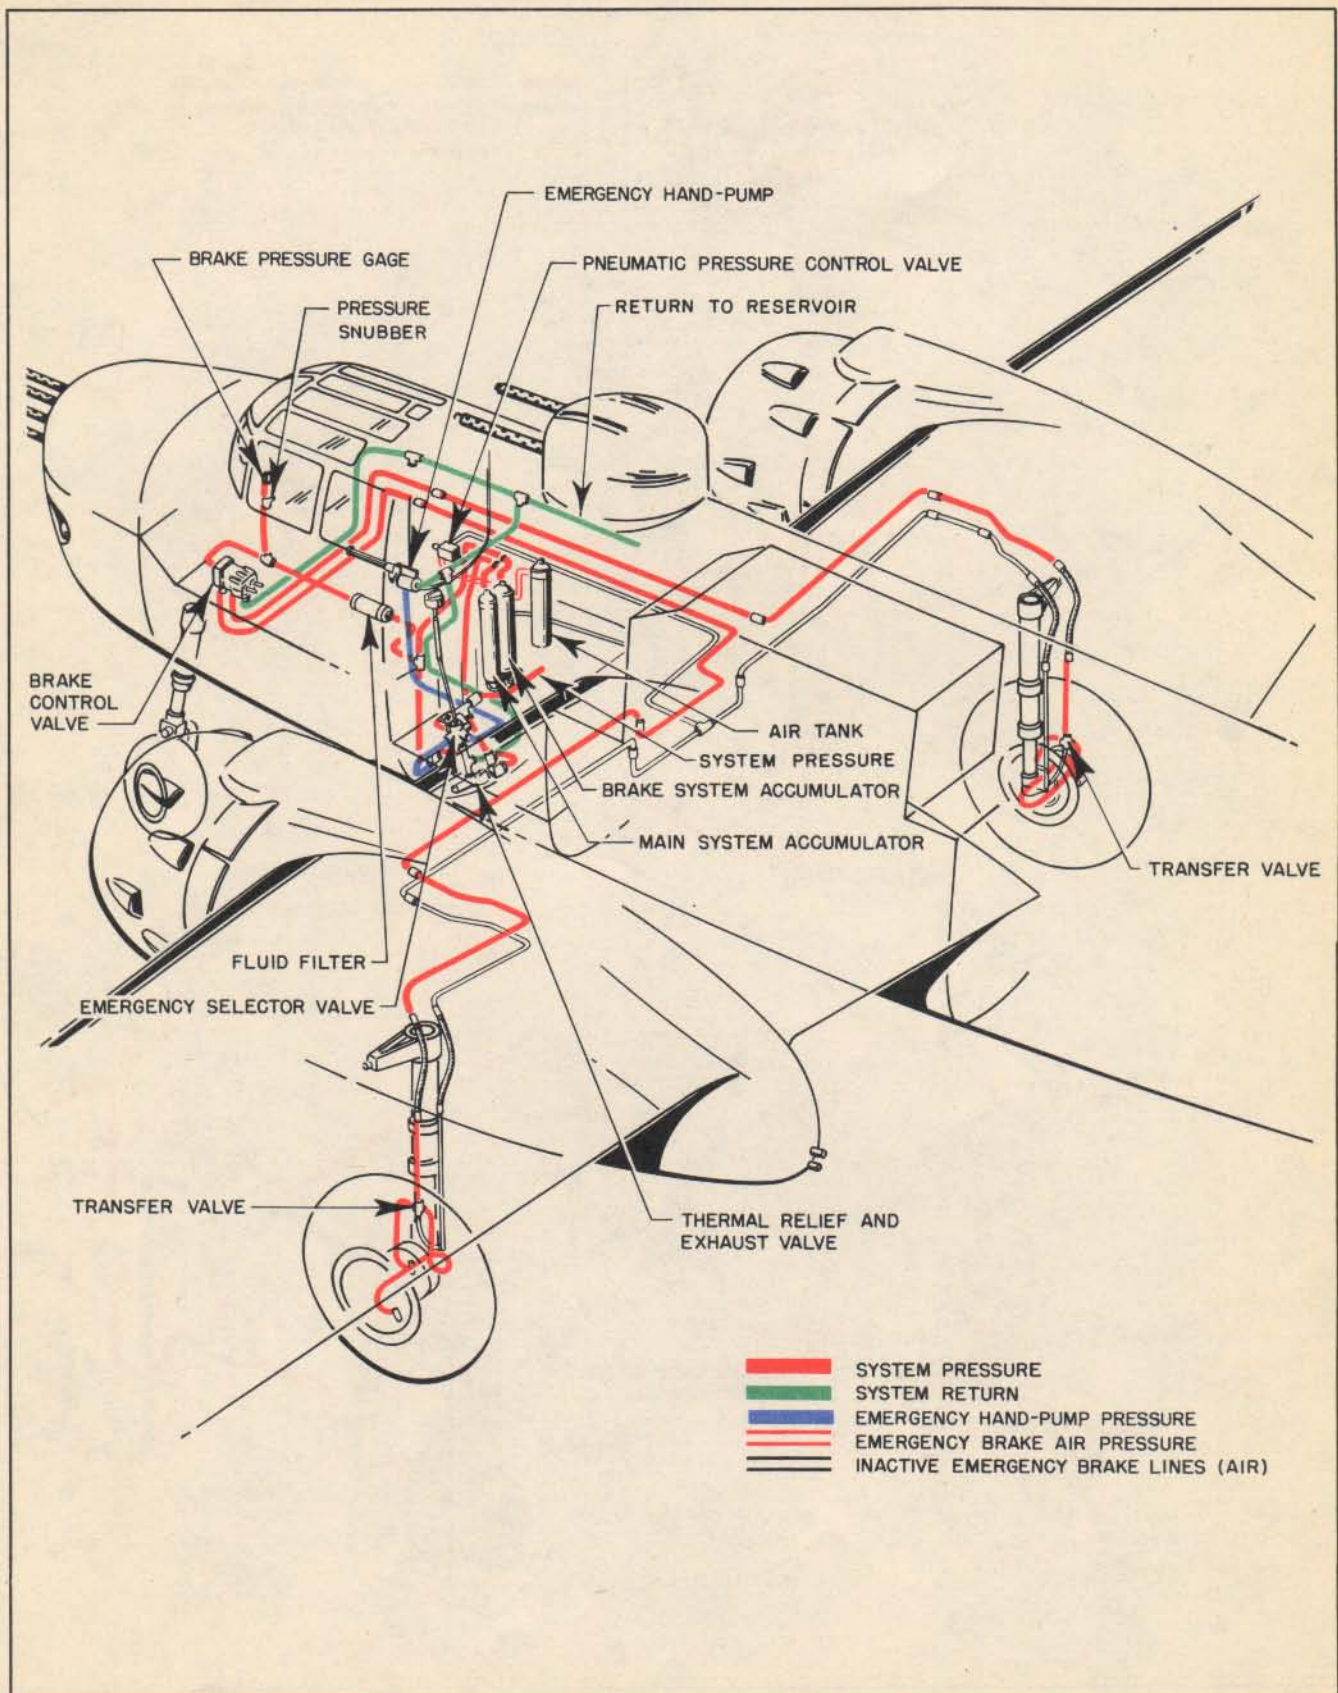 EMERGENCY HAND-PUMP
BRAKE PRESSURE GAGE
PNEUMATIC PRESSURE CONTROL VALVE
PRESSURE
SNUBBER
RETURN TO RESERVOIR
BRAKE
CONTROL
VALVE
AIR TANK
SYSTEM PRESSURE
BRAKE SYSTEM ACCUMULATOR
MAIN SYSTEM ACCUMULATOR
TRANSFER VALVE
FLUID FILTER
EMERGENCY SELECTOR VALVE
TRANSFER VALVE
THERMAL RELIEF AND
EXHAUST VALVE
SYSTEM PRESSURE
SYSTEM RETURN
EMERGENCY HAND-PUMP PRESSURE
EMERGENCY BRAKE AIR PRESSURE
INACTIVE EMERGENCY BRAKE LINES (AIR)